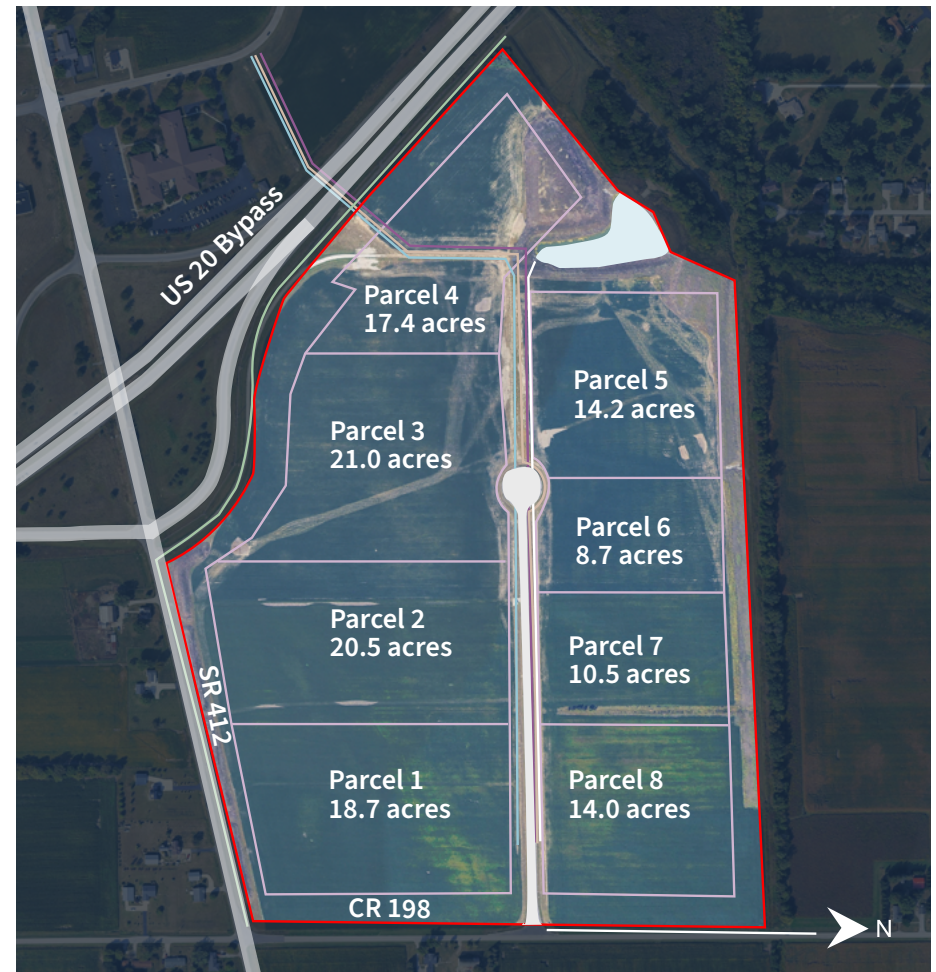 US 20 Bypass
Parcel 4
17.4 acres
Parcel 5
14.2 acres
Parcel 3
21.0 acres
Parcel 6
8.7 acres
Parcel 2
20.5 acres
Parcel 7
10.5 acres
SR 412
Parcel 1
18.7 acres
Parcel 8
14.0 acres
CR 198
N